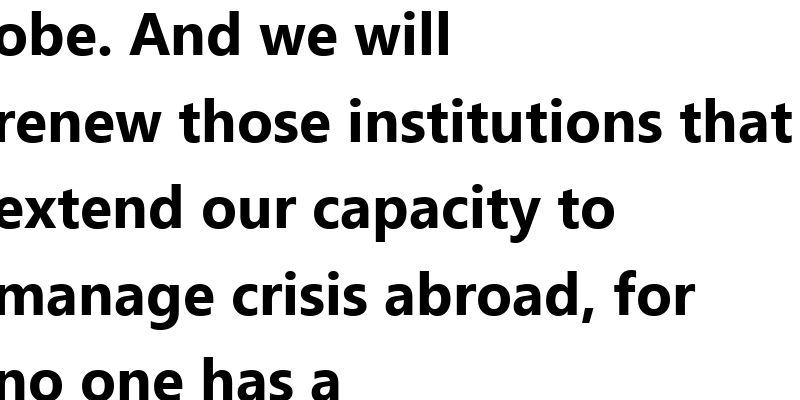 obe. And we will
renew those institutions that
extend our capacity to
manage crisis abroad, for
no one has a